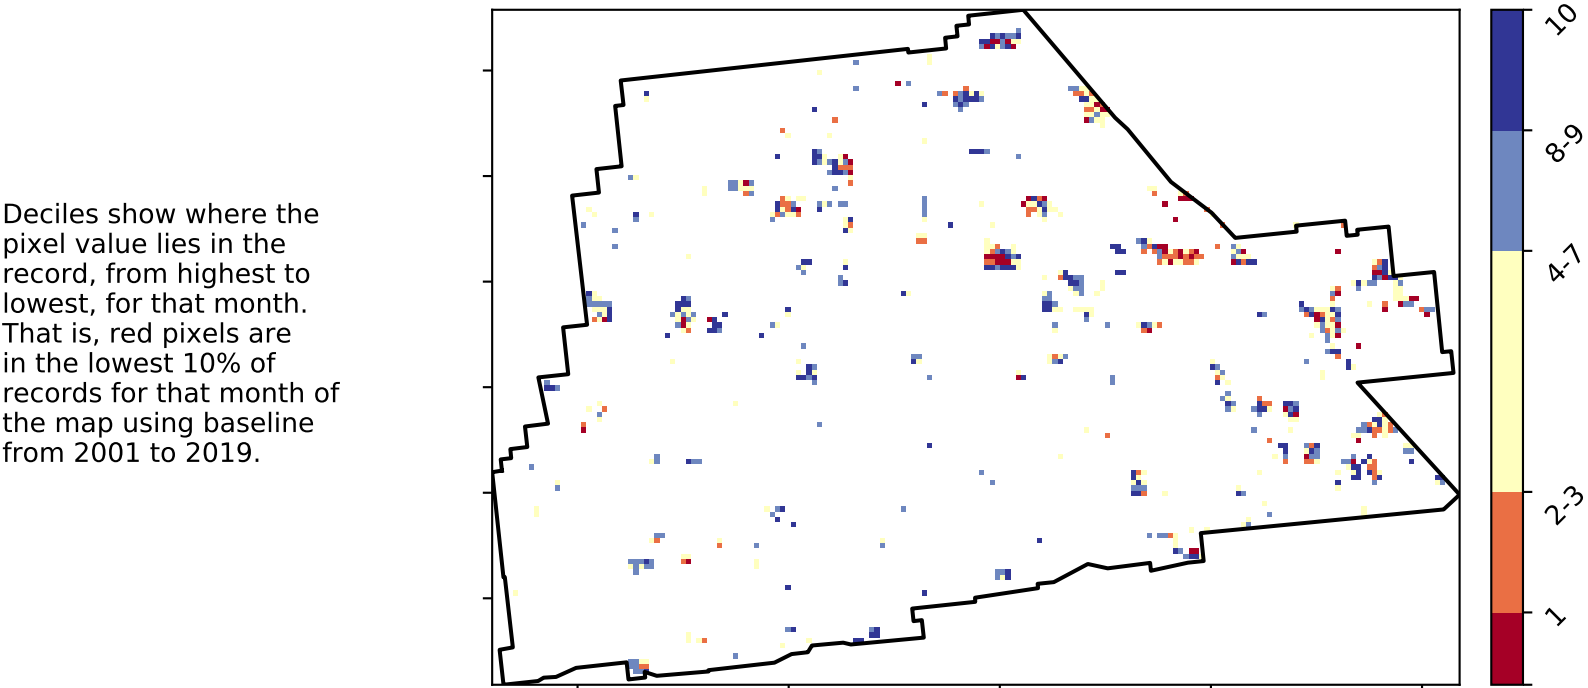 Deciles show where the
pixel value lies in the
record, from highest to
lowest, for that month.
That is, red pixels are
in the lowest 10% of
records for that month of
the map using baseline
from 2001 to 2019.
10
8-9
4-7
2-3
1